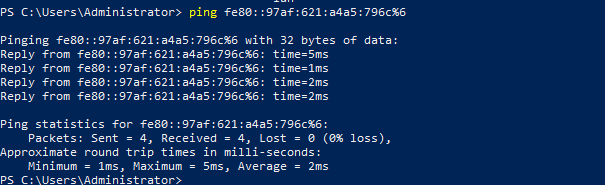 PS C:\Users\Administrator> ping fe80::97af:621:a4a5:796c%6
Pinging fe80::97af:621:a4a5:796c%6 with 32 bytes of data:
Reply from fe80::97af:621:a4a5:796c%6: time=5ms
Reply from fe80::97af:621:a4a5:796c%6: time=1ms
Reply from fe80::97af:621:a4a5:796c%6: time=2ms
Reply from fe80::97af:621:a4a5:796c%6: time=2ms
Ping statistics for fe80::97af:621:a4a5:796c%6:
    Packets: Sent = 4, Received = 4, Lost = 0 (0% loss),
Approximate round trip times in milli-seconds:
    Minimum = 1ms, Maximum = 5ms, Average = 2ms
PS C:\Users\Administrator>